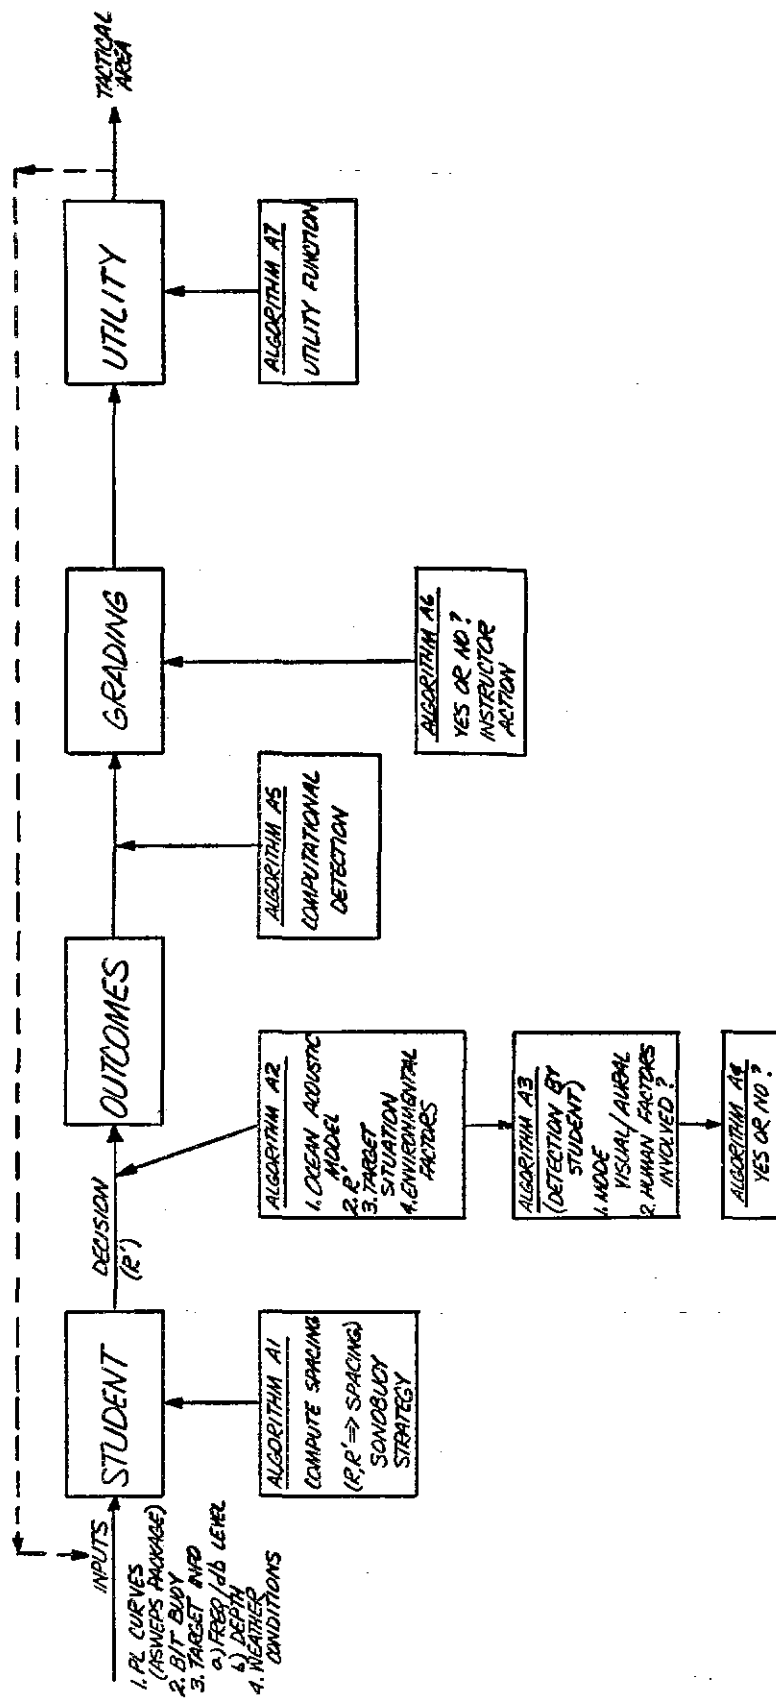 INPUTS
1. PL CURVES
(ASWEPS PACKAGE)
2. B/T BUOY
3. TARGET INFO
a) FREQ/db LEVEL
b) DEPTH
4. WEATHER
CONDITIONS
STUDENT
ALGORITHM A1
COMPUTE SPACING
(R,R' => SPACING)
SONOBUOY
STRATEGY
DECISION
(R')
OUTCOMES
ALGORITHM A2
1. OCEAN ACOUSTIC
MODEL
2. R'
3. TARGET
SITUATION
4. ENVIRONMENTAL
FACTORS
ALGORITHM A3
(DETECTION BY
STUDENT)
1. MODE
VISUAL/AURAL
2. HUMAN FACTORS
INVOLVED?
ALGORITHM A4
YES OR NO?
ALGORITHM A5
COMPUTATIONAL
DETECTION
GRADING
ALGORITHM A6
YES OR NO?
INSTRUCTOR
ACTION
UTILITY
ALGORITHM A7
UTILITY FUNCTION
TACTICAL
AREA